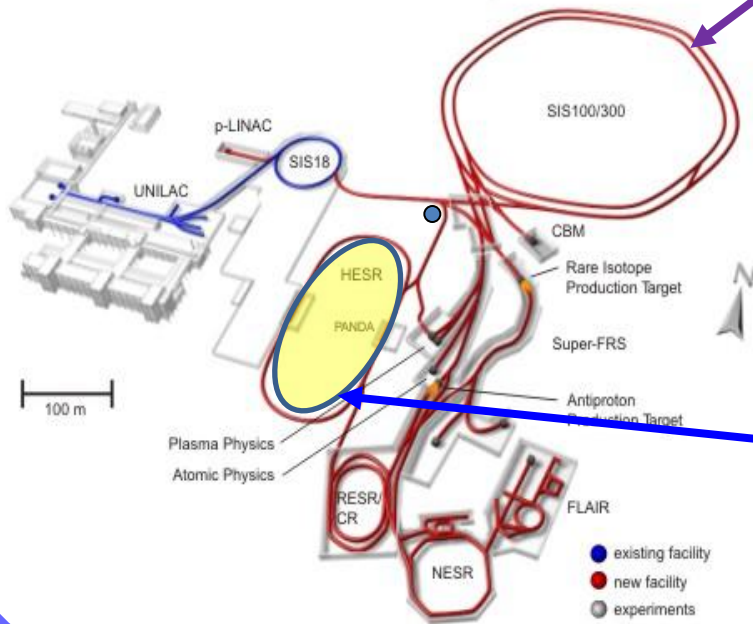 SIS100/300
p-LINAC
SIS18
UNILAC
CBM
Rare Isotope
Production Target
N
HESR
PANDA
Super-FRS
100 m
Antiproton
Production Target
Plasma Physics
Atomic Physics
RESR/
CR
FLAIR
NESR
existing facility
new facility
experiments